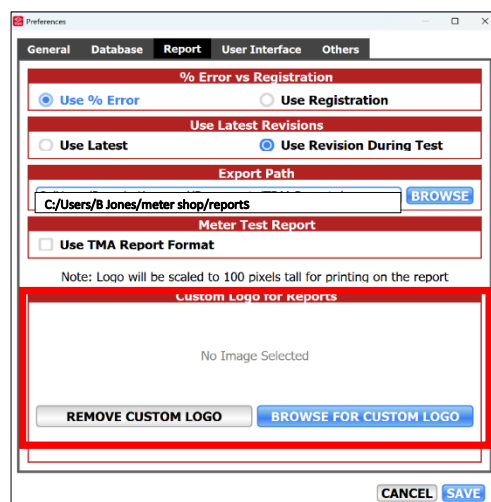 Preferences
General Database Report User Interface Others
% Error vs Registration
Use % Error Use Registration
Use Latest Revisions
Use Latest Use Revision During Test
Export Path
C:/Users/B Jones/meter shop/reports BROWSE
Meter Test Report
Use TMA Report Format
Note: Logo will be scaled to 100 pixels tall for printing on the report
Custom Logo for Reports
No Image Selected
REMOVE CUSTOM LOGO BROWSE FOR CUSTOM LOGO
CANCEL SAVE